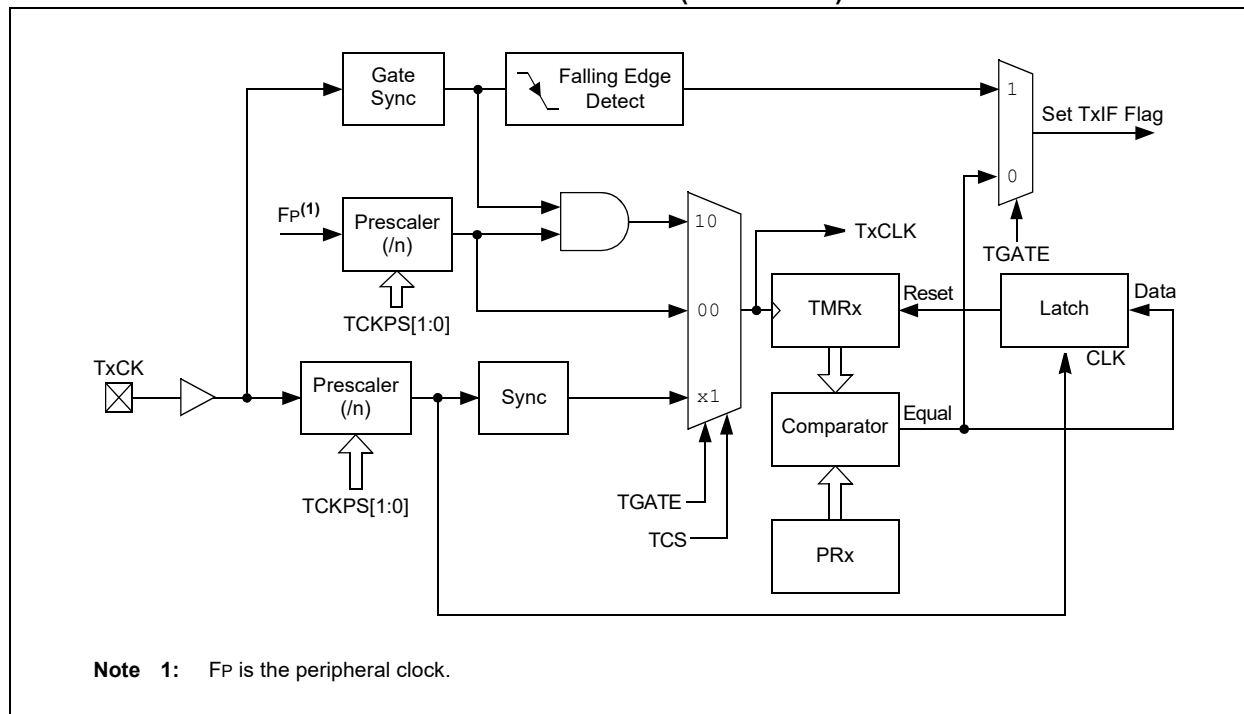 Gate
Sync
Falling Edge
Detect
1
Set TxIF Flag
0
FP(1)
Prescaler
(/n)
10
TxCLK
TGATE
TCKPS[1:0]
00
TMRx
Reset
Latch
Data
CLK
TxCK
Prescaler
(/n)
Sync
x1
Comparator
Equal
TCKPS[1:0]
TGATE
TCS
PRx
Note 1: FP is the peripheral clock.